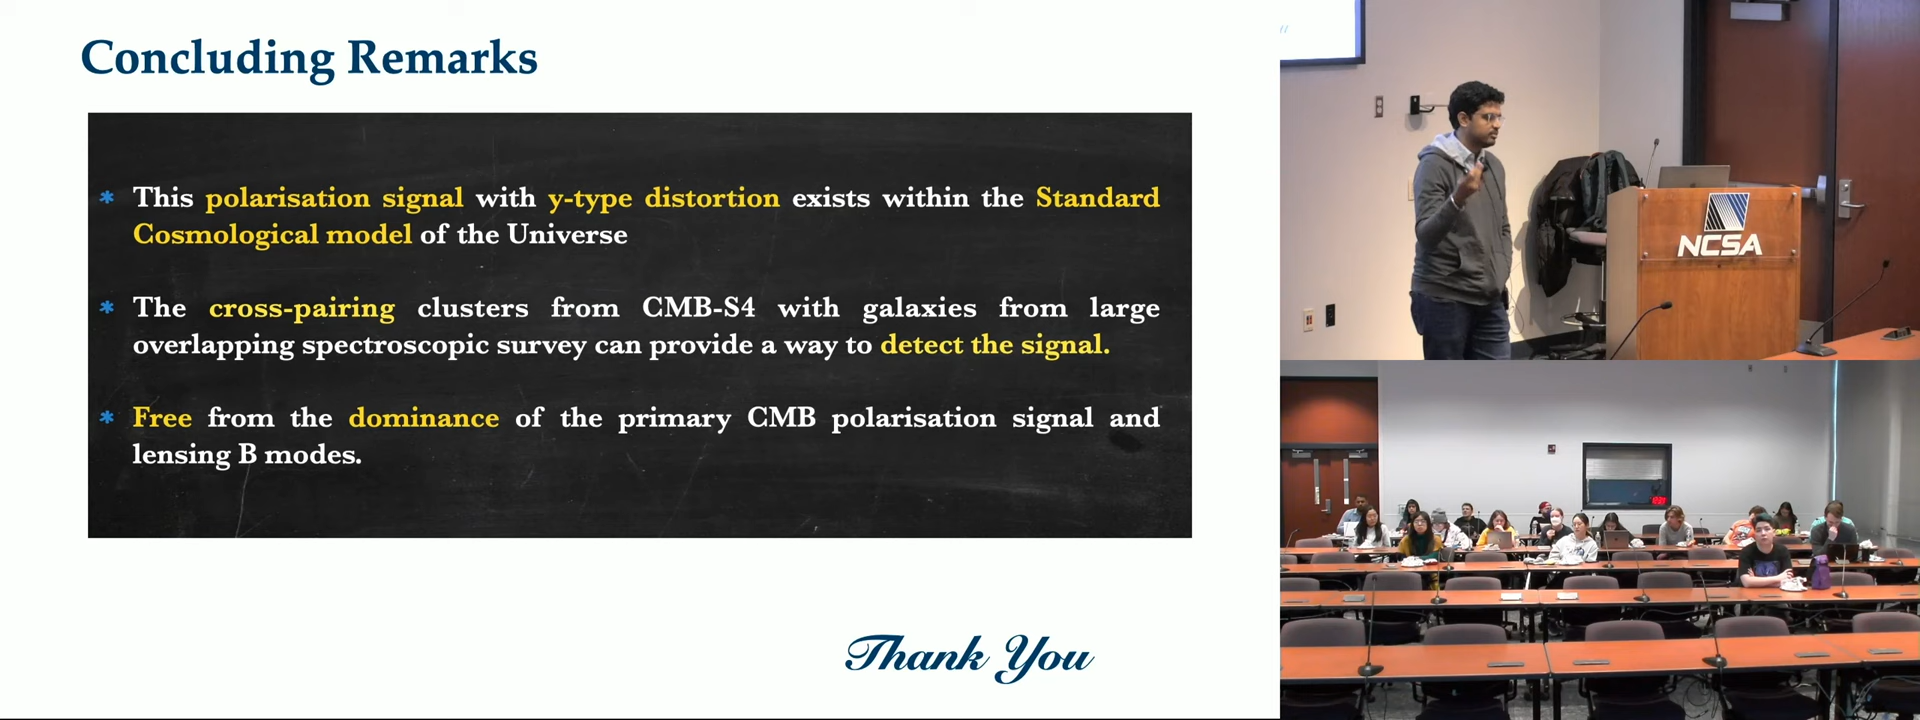 Concluding Remarks
* This polarisation signal with y-type distortion exists within the Standard
Cosmological model of the Universe
* The cross-pairing clusters from CMB-S4 with galaxies from large
overlapping spectroscopic survey can provide a way to detect the signal.
* Free from the dominance of the primary CMB polarisation signal and
lensing B modes.
Thank You
NCSA